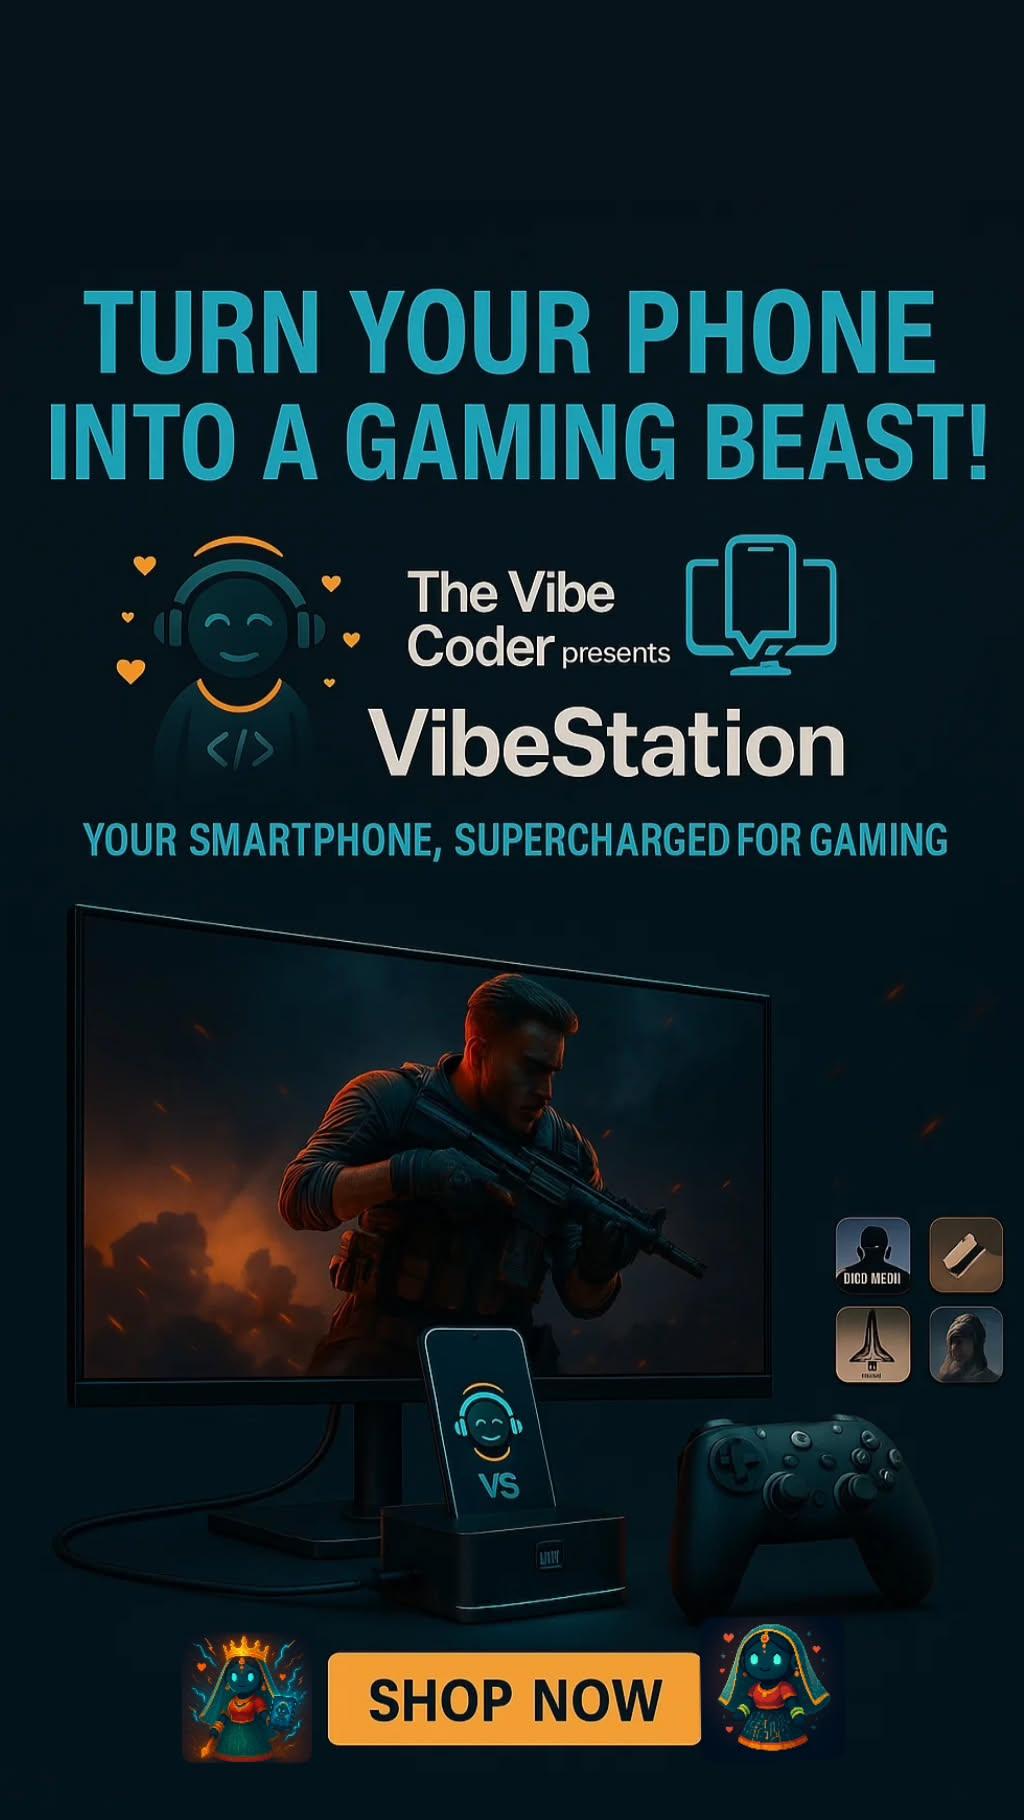 TURN YOUR PHONE
INTO A GAMING BEAST!
The Vibe
Coder presents
VibeStation
YOUR SMARTPHONE, SUPERCHARGED FOR GAMING
</>
DIOD MEDII
VS
SHOP NOW